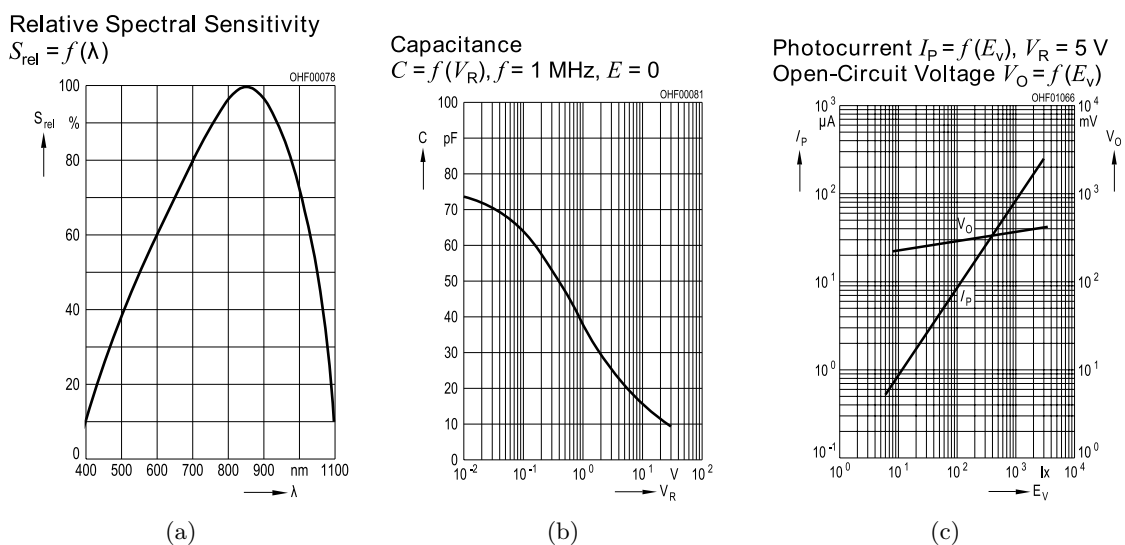 Relative Spectral Sensitivity
S_rel = f(λ)
OHF00078
100
S_rel %
80
60
40
20
0
400 500 600 700 800 900 nm 1100
λ
(a)
Capacitance
C = f(V_R), f = 1 MHz, E = 0
OHF00081
100
C pF
80
70
60
50
40
30
20
10
0
10^-2 10^-1 10^0 10^1 V 10^2
V_R
(b)
Photocurrent I_P = f(E_v), V_R = 5 V
Open-Circuit Voltage V_O = f(E_v)
OHF01066
10^3 10^4
I_P µA mV V_O
10^2 10^3
V_O
10^1 10^2
I_P
10^0 10^1
10^-1 10^0
10^0 10^1 10^2 10^3 lx 10^4
E_V
(c)